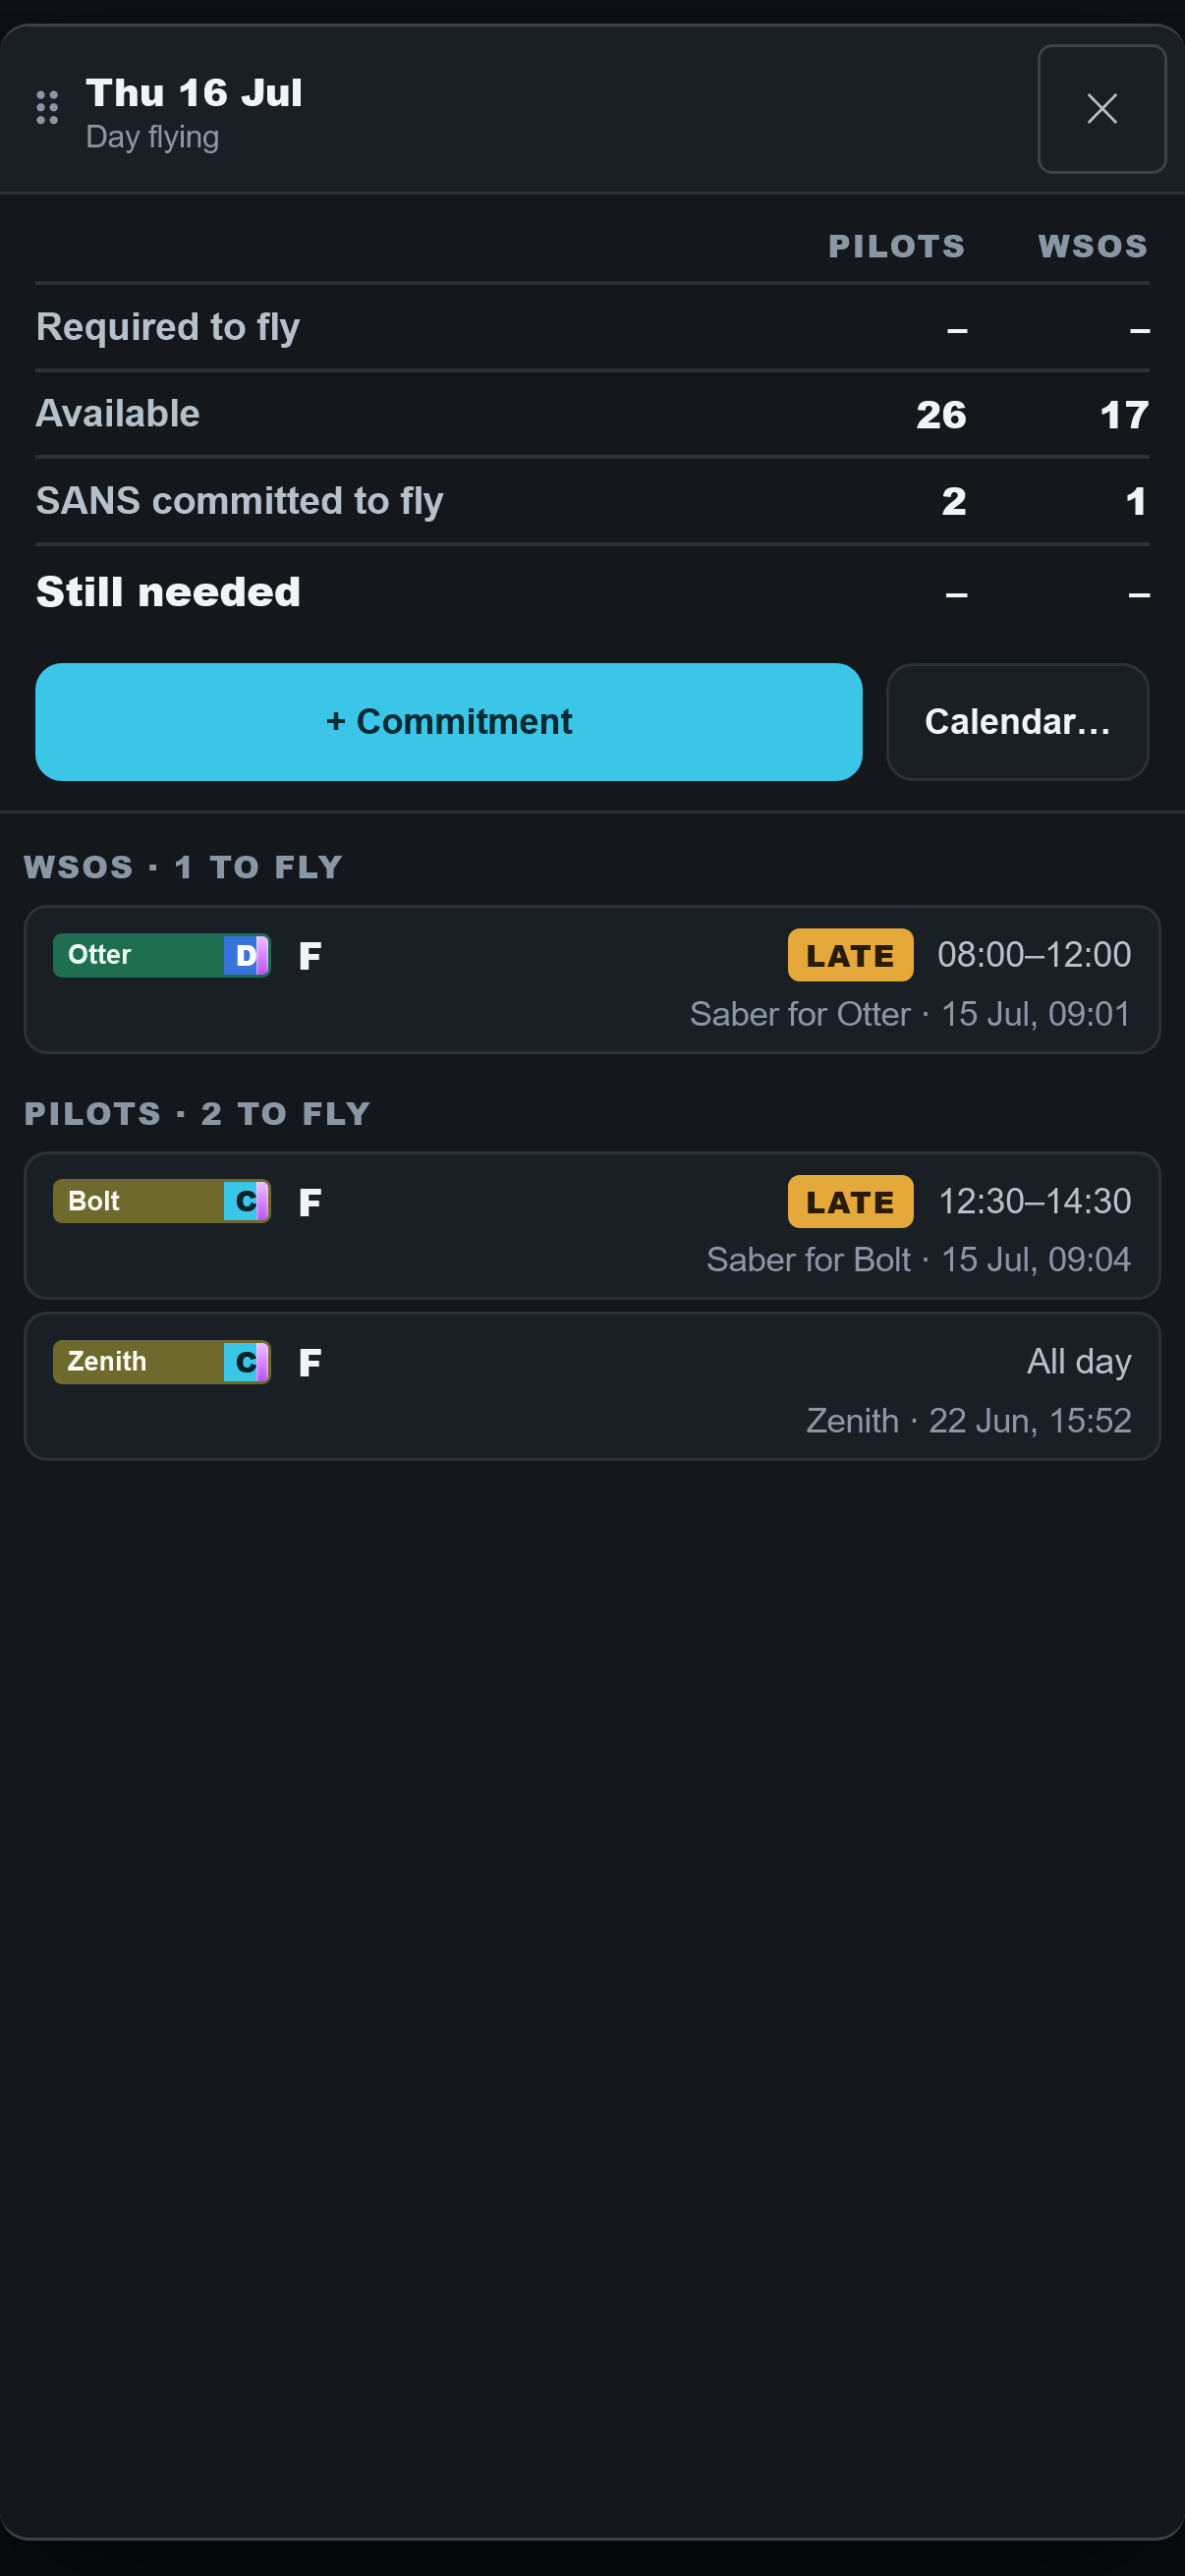 Thu 16 Jul
Day flying
PILOTS WSOS
Required to fly – –
Available 26 17
SANS committed to fly 2 1
Still needed – –
+ Commitment Calendar...
WSOS · 1 TO FLY
Otter D F LATE 08:00–12:00
Saber for Otter · 15 Jul, 09:01
PILOTS · 2 TO FLY
Bolt C F LATE 12:30–14:30
Saber for Bolt · 15 Jul, 09:04
Zenith C F All day
Zenith · 22 Jun, 15:52